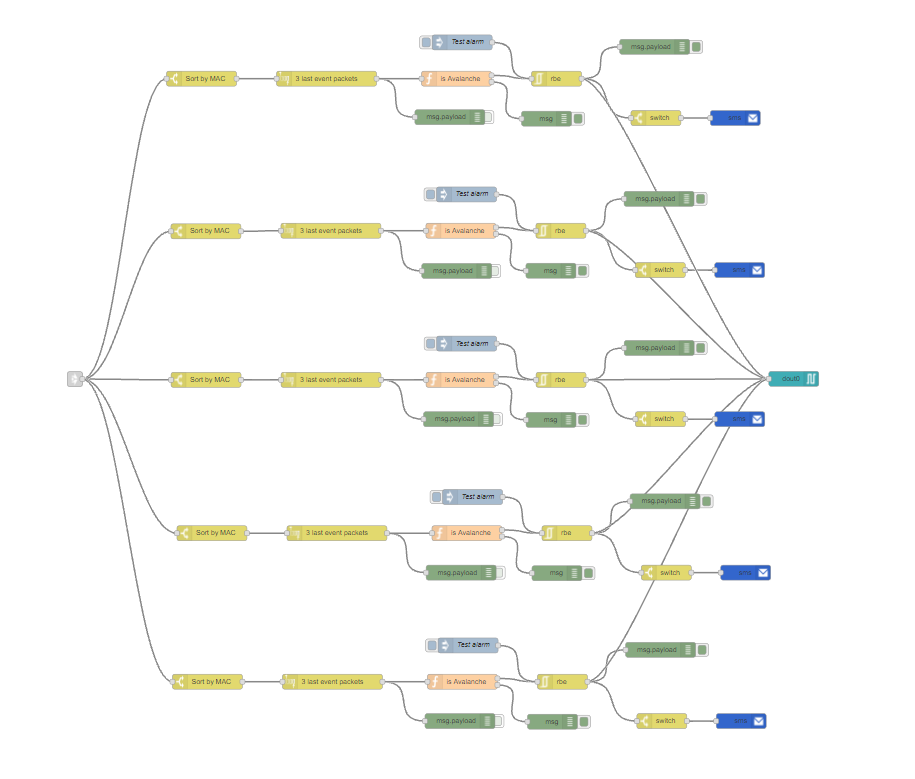 Test alarm
msg.payload
Sort by MAC
3 last event packets
is Avalanche
rbe
msg.payload
msg
switch
sms
Test alarm
msg.payload
Sort by MAC
3 last event packets
is Avalanche
rbe
msg.payload
msg
switch
sms
Test alarm
msg.payload
Sort by MAC
3 last event packets
is Avalanche
rbe
dout0
msg.payload
msg
switch
sms
Test alarm
msg.payload
Sort by MAC
3 last event packets
is Avalanche
rbe
msg.payload
msg
switch
sms
Test alarm
msg.payload
Sort by MAC
3 last event packets
is Avalanche
rbe
msg.payload
msg
switch
sms